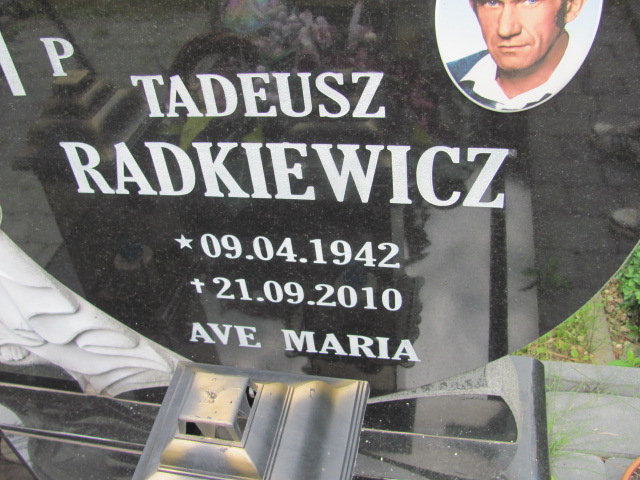 P
TADEUSZ
RADKIEWICZ
★ 09.04.1942
✝ 21.09.2010
AVE MARIA